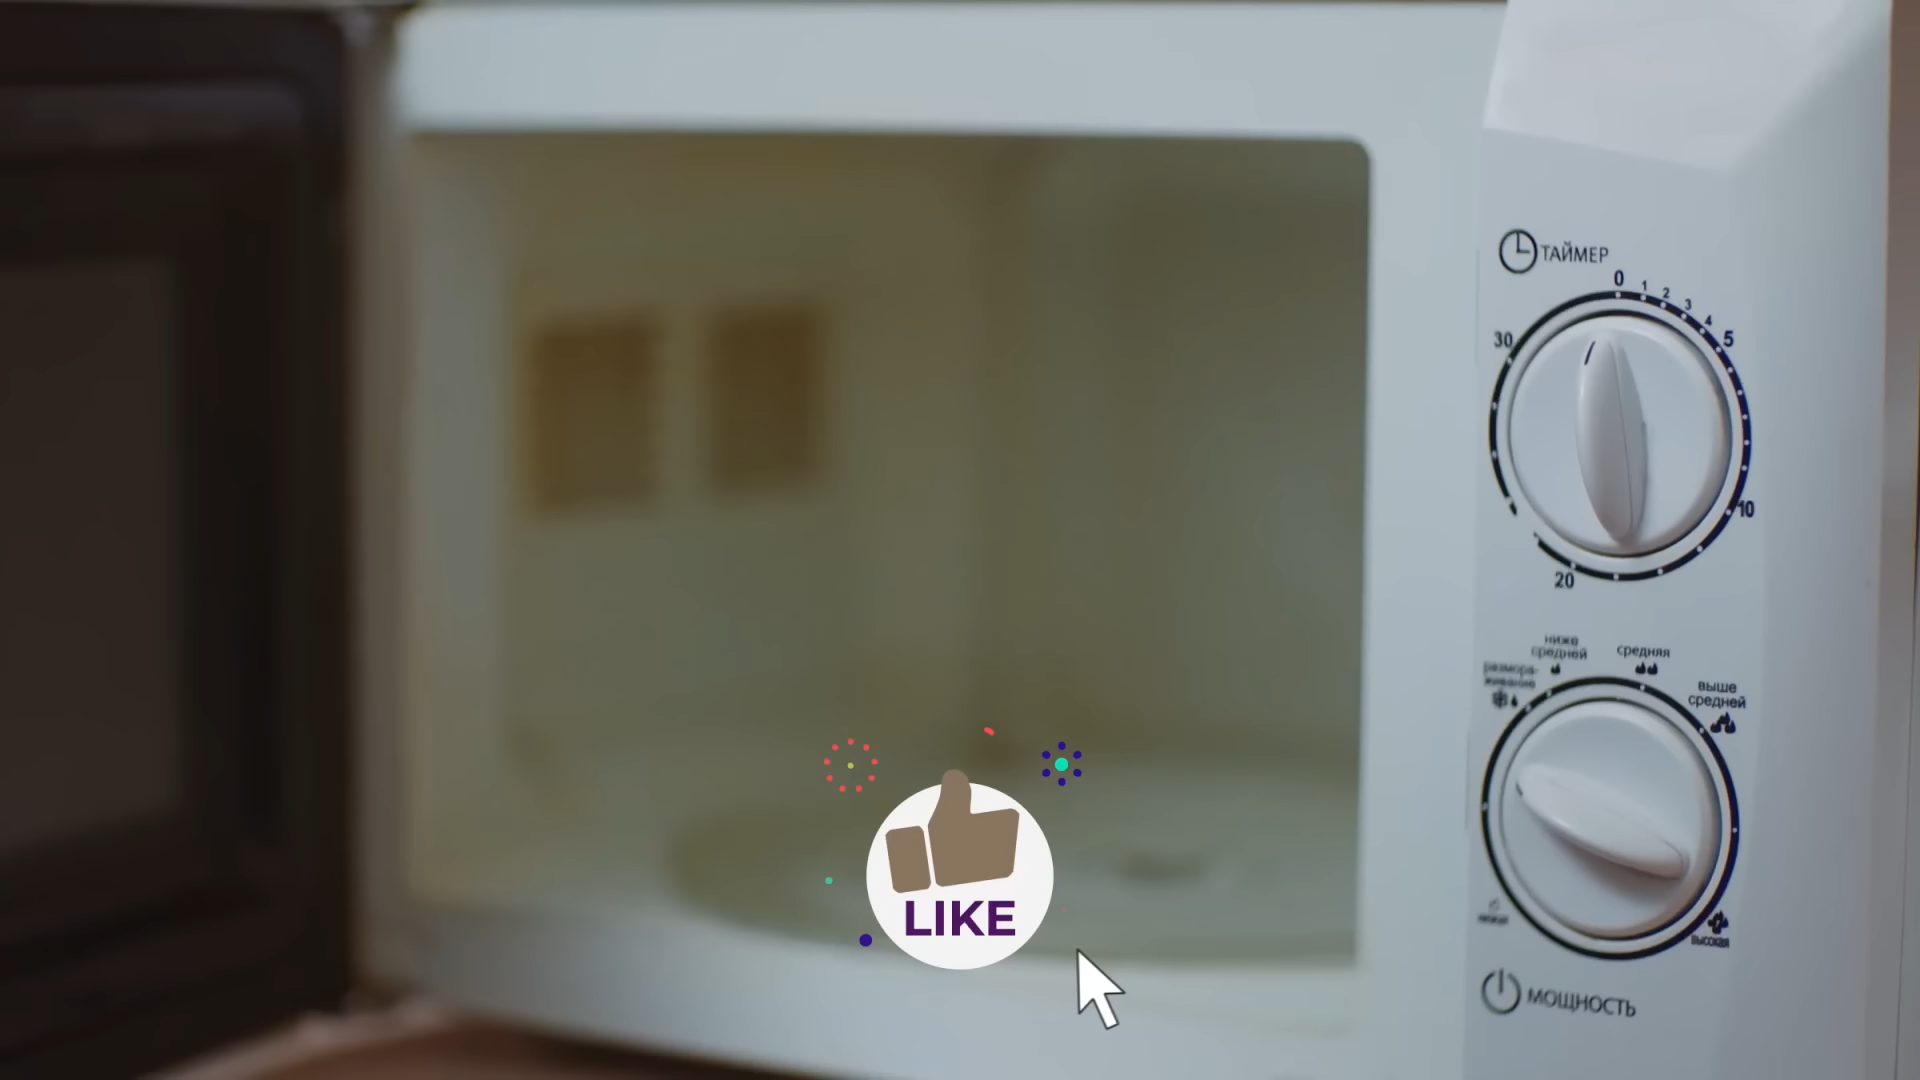 ТАЙМЕР
0
1
2
3
4
5
30
10
20
ниже
средней
средняя
размора-
живание
выше
средней
низкая
высокая
LIKE
МОЩНОСТЬ